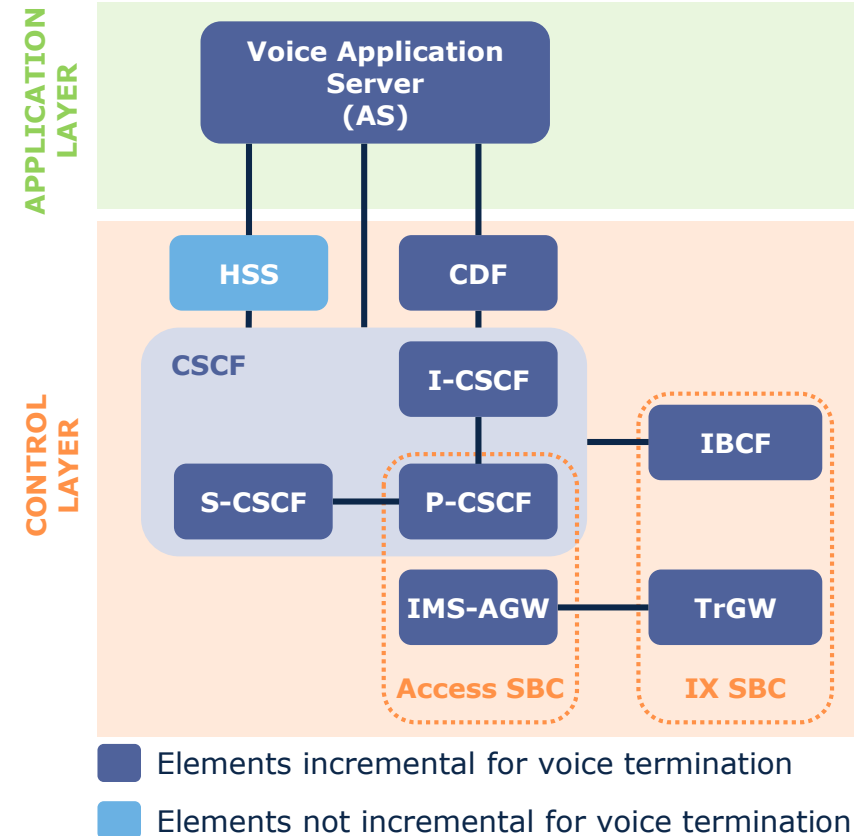 APPLICATION
LAYER
Voice Application
Server
(AS)
CONTROL
LAYER
HSS
CDF
CSCF
I-CSCF
IBCF
S-CSCF
P-CSCF
IMS-AGW
TrGW
Access SBC
IX SBC
Elements incremental for voice termination
Elements not incremental for voice termination